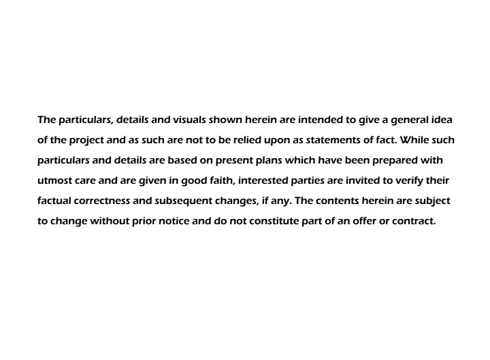 The particulars, details and visuals shown herein are intended to give a general idea
of the project and as such are not to be relied upon as statements of fact. While such
particulars and details are based on present plans which have been prepared with
utmost care and are given in good faith, interested parties are invited to verify their
factual correctness and subsequent changes, if any. The contents herein are subject
to change without prior notice and do not constitute part of an offer or contract.